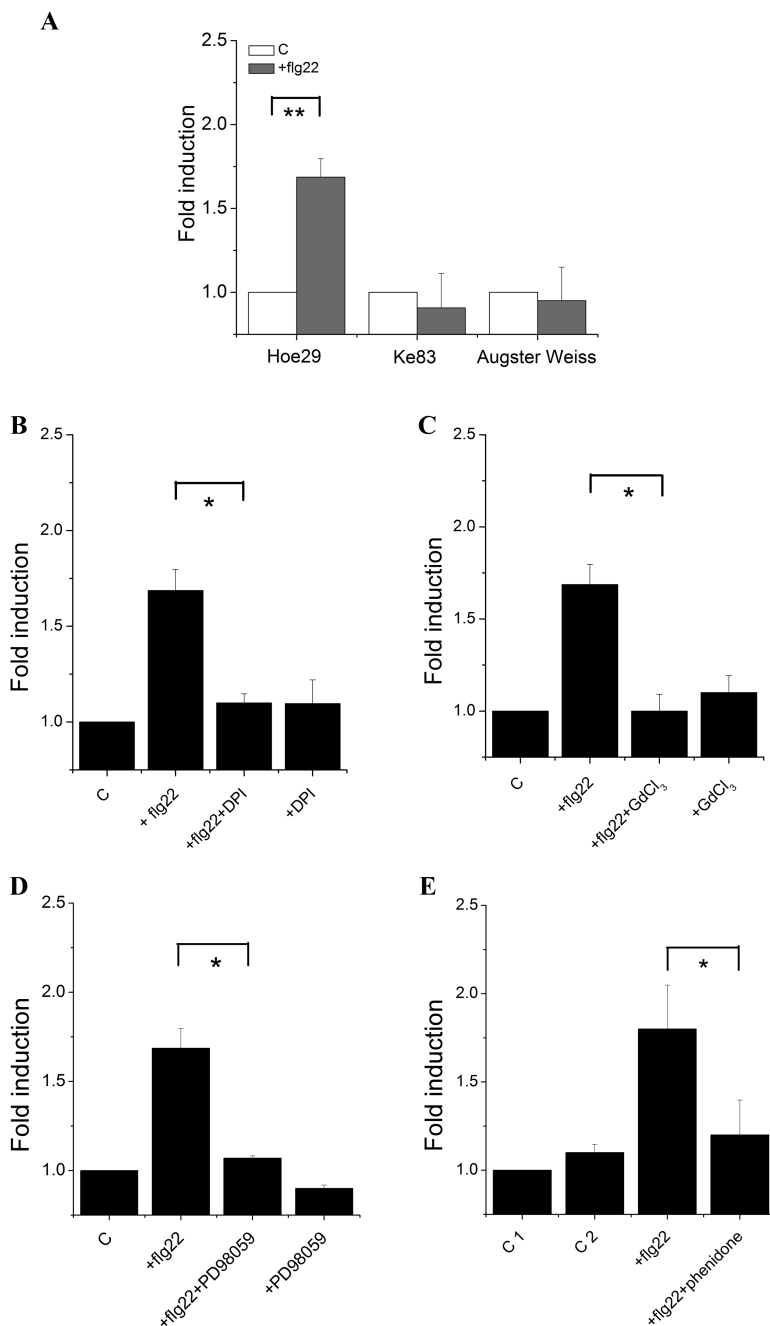 A
2.5
C
+flg22
2.0
**
1.5
1.0
Fold induction
Hoe29 Ke83 Augster Weiss
B
2.5
2.0
1.5
1.0
Fold induction
*
C
+ flg22
+flg22+DPI
+DPI
C
2.5
2.0
1.5
1.0
Fold induction
*
C
+flg22
+flg22+GdCl₃
+GdCl₃
D
2.5
2.0
1.5
1.0
Fold induction
*
C
+flg22
+flg22+PD98059
+PD98059
E
2.5
2.0
1.5
1.0
Fold induction
*
C 1
C 2
+flg22
+flg22+phenidone